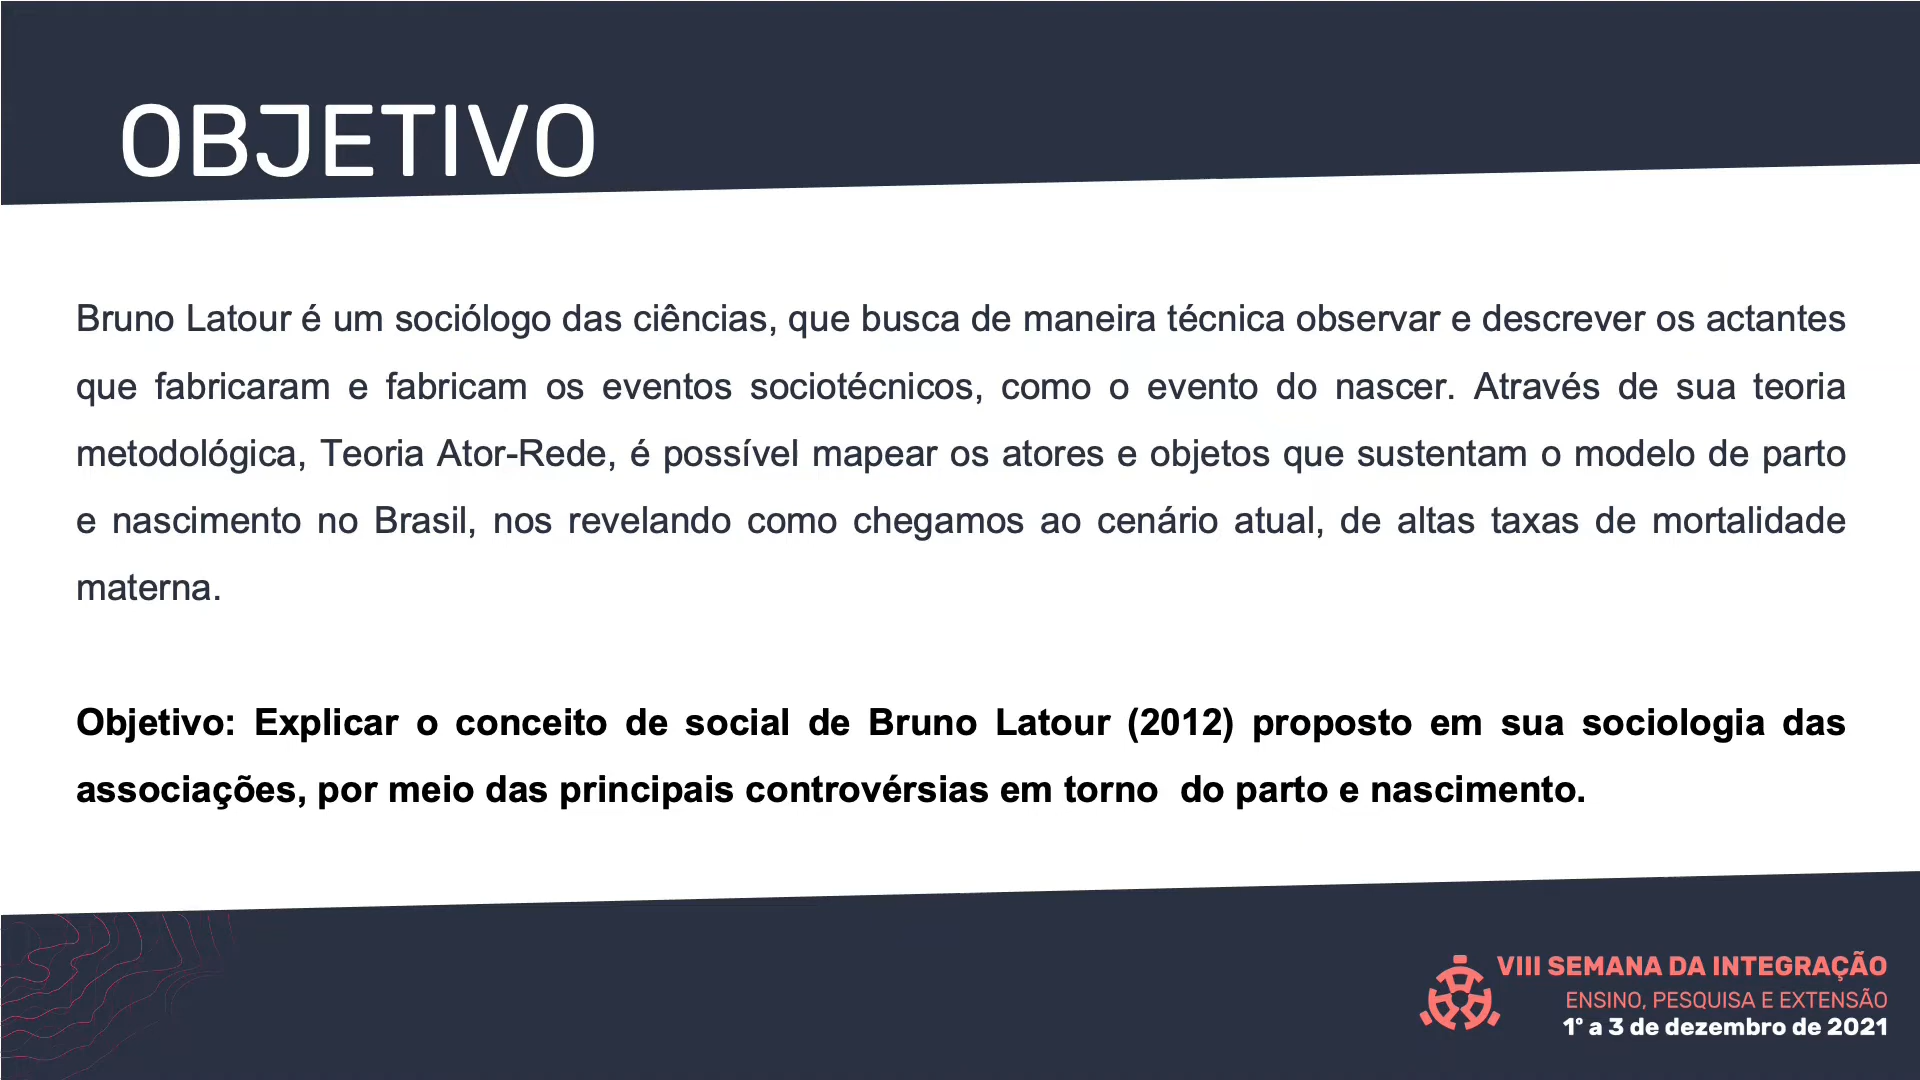 OBJETIVO
Bruno Latour é um sociólogo das ciências, que busca de maneira técnica observar e descrever os actantes
que fabricaram e fabricam os eventos sociotécnicos, como o evento do nascer. Através de sua teoria
metodológica, Teoria Ator-Rede, é possível mapear os atores e objetos que sustentam o modelo de parto
e nascimento no Brasil, nos revelando como chegamos ao cenário atual, de altas taxas de mortalidade
materna.
Objetivo: Explicar o conceito de social de Bruno Latour (2012) proposto em sua sociologia das
associações, por meio das principais controvérsias em torno  do parto e nascimento.
VIII SEMANA DA INTEGRAÇÃO
ENSINO, PESQUISA E EXTENSÃO
1º a 3 de dezembro de 2021